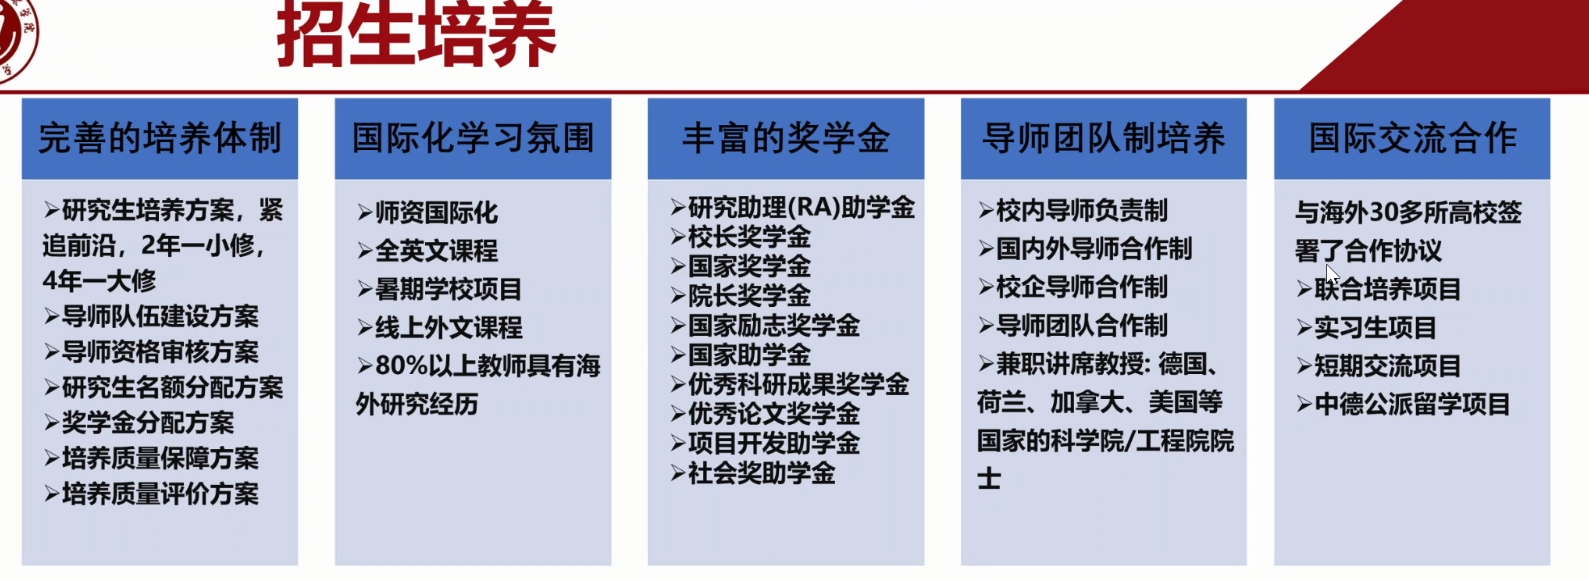 招生培养
完善的培养体制
➢研究生培养方案，紧
追前沿，2年一小修，
4年一大修
➢导师队伍建设方案
➢导师资格审核方案
➢研究生名额分配方案
➢奖学金分配方案
➢培养质量保障方案
➢培养质量评价方案
国际化学习氛围
➢师资国际化
➢全英文课程
➢暑期学校项目
➢线上外文课程
➢80%以上教师具有海
外研究经历
丰富的奖学金
➢研究助理(RA)助学金
➢校长奖学金
➢国家奖学金
➢院长奖学金
➢国家励志奖学金
➢国家助学金
➢优秀科研成果奖学金
➢优秀论文奖学金
➢项目开发助学金
➢社会奖助学金
导师团队制培养
➢校内导师负责制
➢国内外导师合作制
➢校企导师合作制
➢导师团队合作制
➢兼职讲席教授: 德国、
荷兰、加拿大、美国等
国家的科学院/工程院院
士
国际交流合作
与海外30多所高校签
署了合作协议
➢联合培养项目
➢实习生项目
➢短期交流项目
➢中德公派留学项目